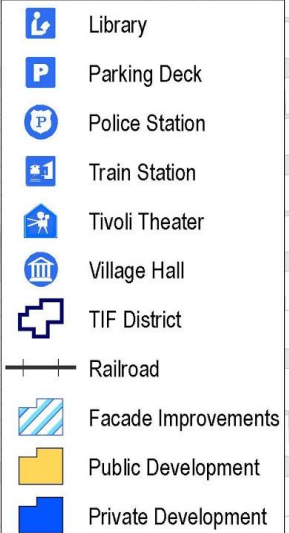 Library
P Parking Deck
P Police Station
Train Station
Tivoli Theater
Village Hall
TIF District
Railroad
Facade Improvements
Public Development
Private Development